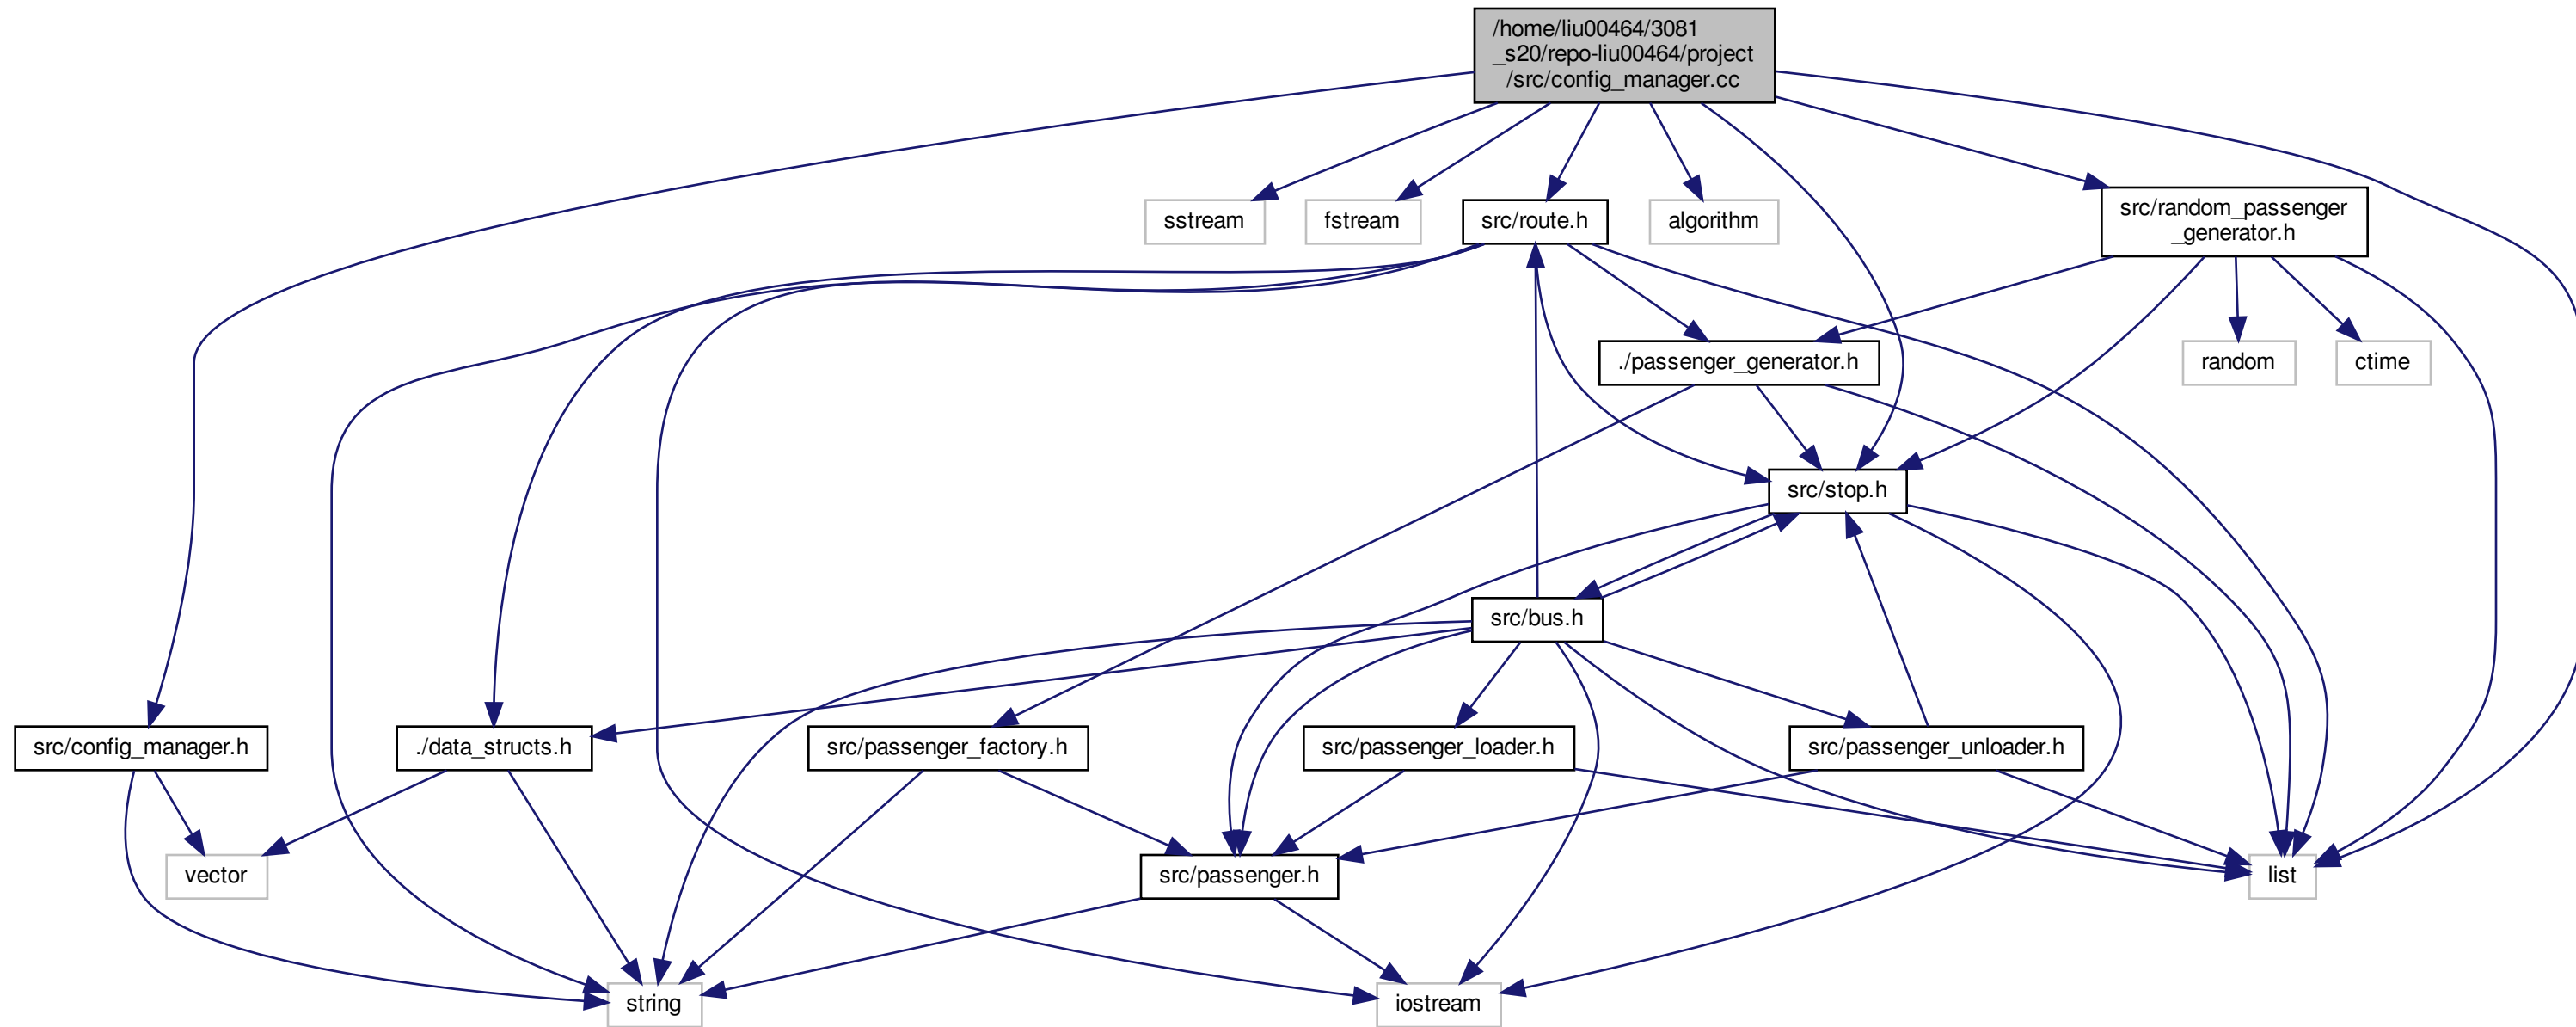 /home/liu00464/3081
_s20/repo-liu00464/project
/src/config_manager.cc
sstream
fstream
src/route.h
algorithm
src/random_passenger
_generator.h
./passenger_generator.h
random
ctime
src/stop.h
src/bus.h
src/config_manager.h
./data_structs.h
src/passenger_factory.h
src/passenger_loader.h
src/passenger_unloader.h
vector
src/passenger.h
list
string
iostream